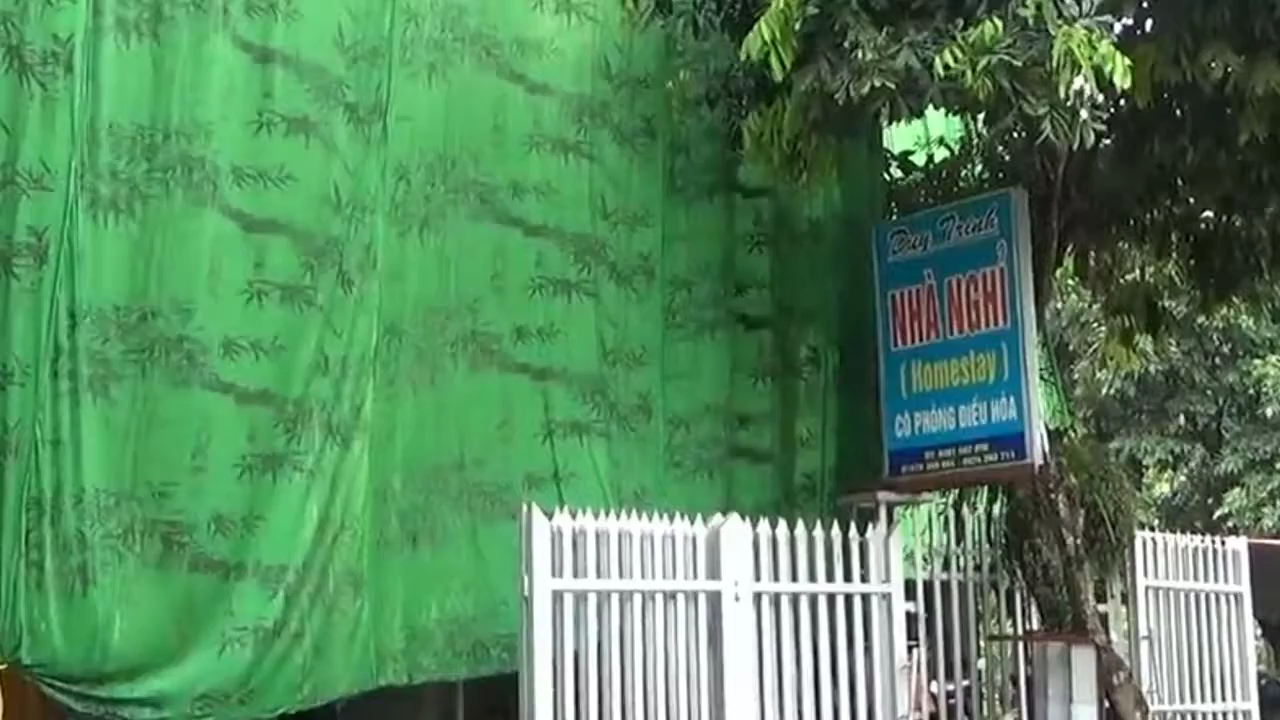 Duy Trinh
NHÀ NGHỈ
( Homestay )
CÓ PHÒNG ĐIỀU HÒA